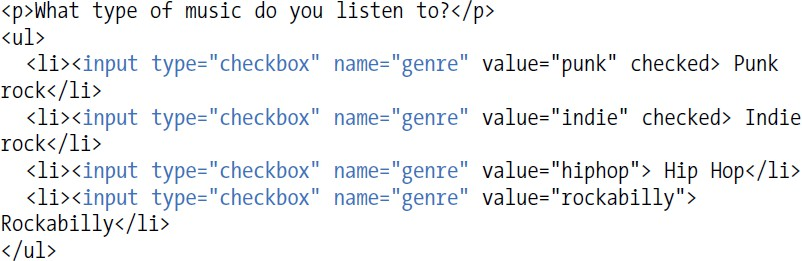 <p>What type of music do you listen to?</p>
<ul>
  <li><input type="checkbox" name="genre" value="punk" checked> Punk
rock</li>
  <li><input type="checkbox" name="genre" value="indie" checked> Indie
rock</li>
  <li><input type="checkbox" name="genre" value="hiphop"> Hip Hop</li>
  <li><input type="checkbox" name="genre" value="rockabilly">
Rockabilly</li>
</ul>